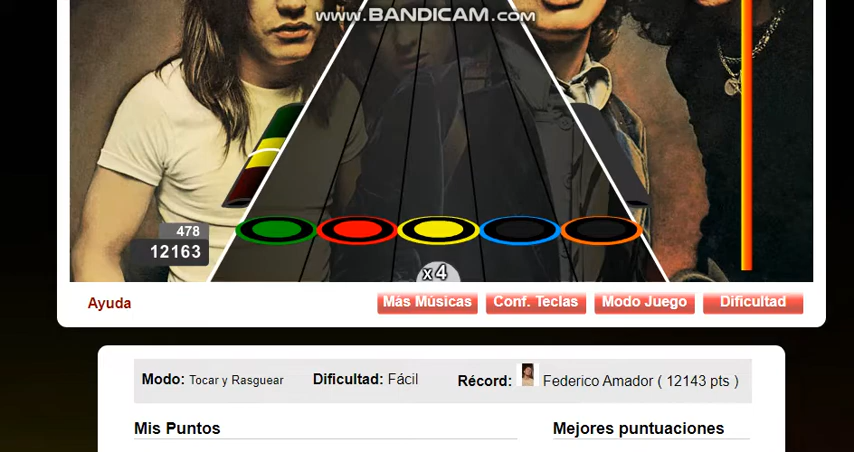 www.BANDICAM.com
478
12163
x4
Ayuda
Más Músicas
Conf. Teclas
Modo Juego
Dificultad
Modo: Tocar y Rasguear
Dificultad: Fácil
Récord: Federico Amador ( 12143 pts )
Mis Puntos
Mejores puntuaciones